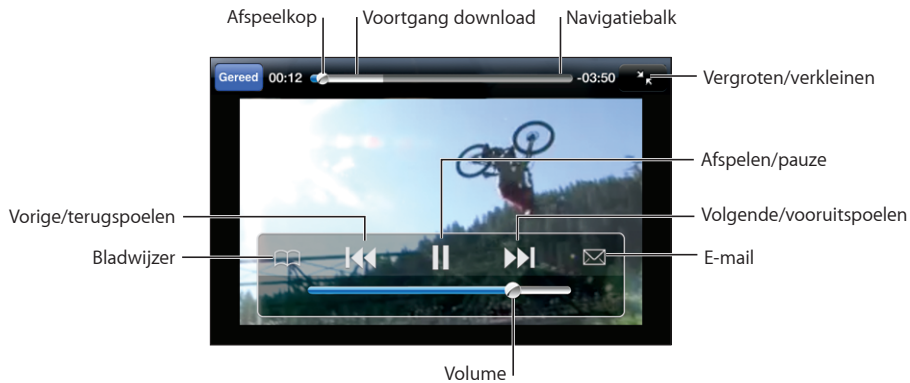 Afspeelkop
Voortgang download
Navigatiebalk
Gereed
00:12
-03:50
Vergroten/verkleinen
Afspelen/pauze
Vorige/terugspoelen
Volgende/vooruitspoelen
Bladwijzer
E-mail
Volume